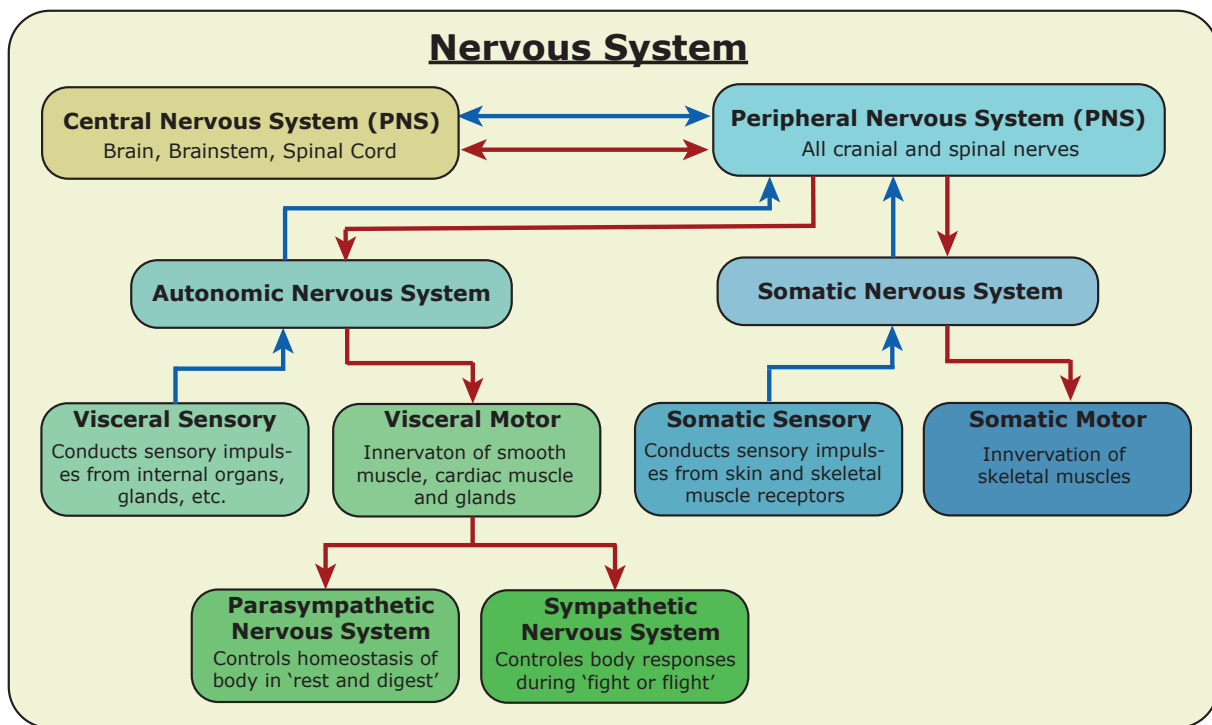 Nervous System
Central Nervous System (PNS)
Brain, Brainstem, Spinal Cord
Peripheral Nervous System (PNS)
All cranial and spinal nerves
Autonomic Nervous System
Somatic Nervous System
Visceral Sensory
Conducts sensory impuls-
es from internal organs,
glands, etc.
Visceral Motor
Innervaton of smooth
muscle, cardiac muscle
and glands
Somatic Sensory
Conducts sensory impuls-
es from skin and skeletal
muscle receptors
Somatic Motor
Innvervation of
skeletal muscles
Parasympathetic
Nervous System
Controls homeostasis of
body in ‘rest and digest’
Sympathetic
Nervous System
Controles body responses
during ‘fight or flight’